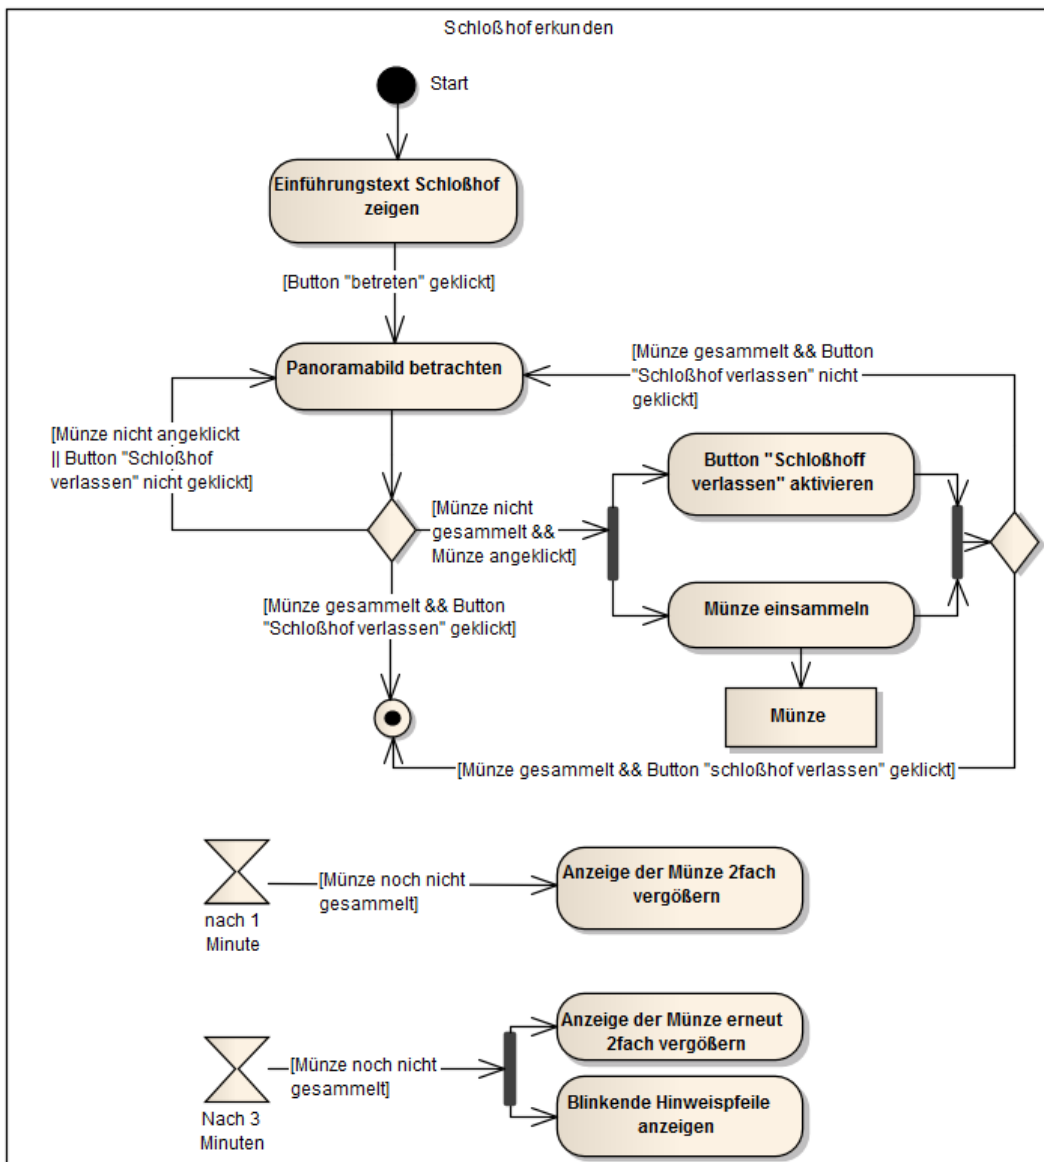 Schloßhof erkunden
Start
Einführungstext Schloßhof
zeigen
[Button "betreten" geklickt]
Panoramabild betrachten
[Münze gesammelt && Button
"Schloßhof verlassen" nicht
geklickt]
[Münze nicht angeklickt
|| Button "Schloßhof
verlassen" nicht geklickt]
Button "Schloßhoff
verlassen" aktivieren
[Münze nicht
gesammelt &&
Münze angeklickt]
[Münze gesammelt && Button
"Schloßhof verlassen" geklickt]
Münze einsammeln
Münze
[Münze gesammelt && Button "schloßhof verlassen" geklickt]
nach 1
Minute
[Münze noch nicht
gesammelt]
Anzeige der Münze 2fach
vergößern
Nach 3
Minuten
[Münze noch nicht
gesammelt]
Anzeige der Münze erneut
2fach vergößern
Blinkende Hinweispfeile
anzeigen